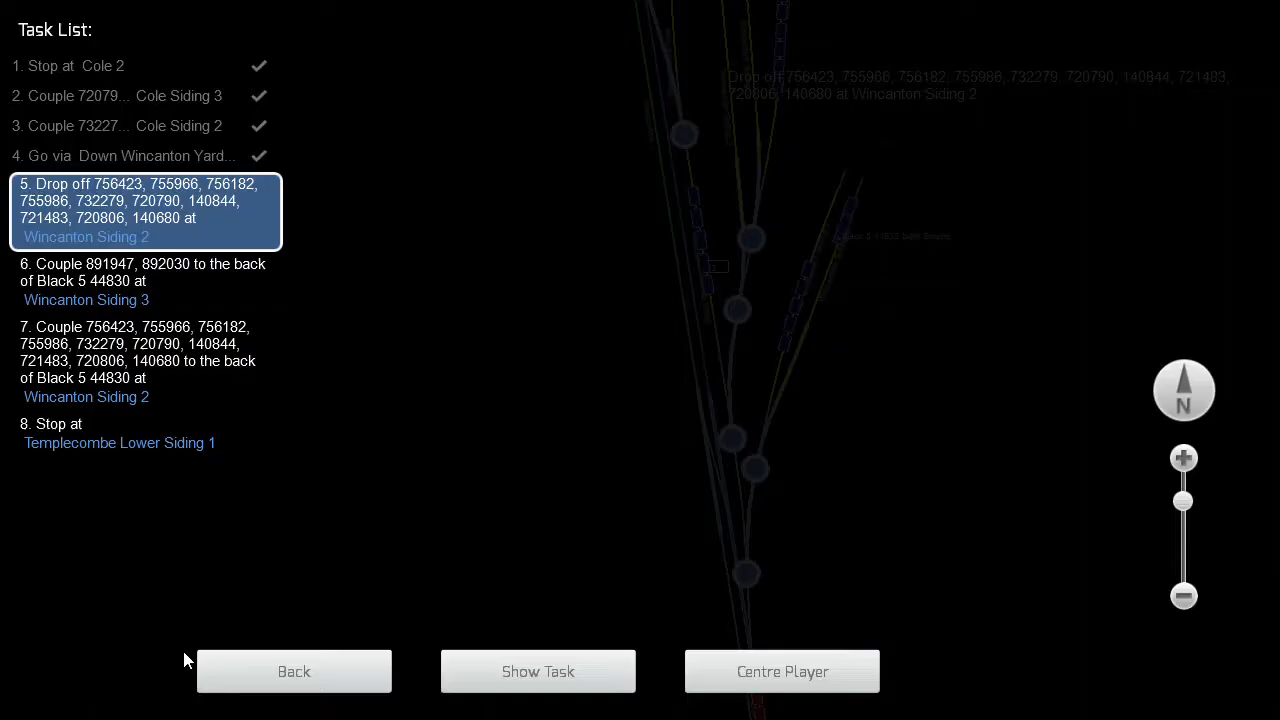 Task List:
1. Stop at Cole 2
2. Couple 72079... Cole Siding 3
3. Couple 73227... Cole Siding 2
4. Go via Down Wincanton Yard...
5. Drop off 756423, 755966, 756182,
755986, 732279, 720790, 140844,
721483, 720806, 140680 at
Wincanton Siding 2
6. Couple 891947, 892030 to the back
of Black 5 44830 at
Wincanton Siding 3
7. Couple 756423, 755966, 756182,
755986, 732279, 720790, 140844,
721483, 720806, 140680 to the back
of Black 5 44830 at
Wincanton Siding 2
8. Stop at
Templecombe Lower Siding 1
Drop off 756423, 755966, 756182, 755986, 732279, 720790, 140844, 721483,
720806, 140680 at Wincanton Siding 2
N
Back
Show Task
Centre Player